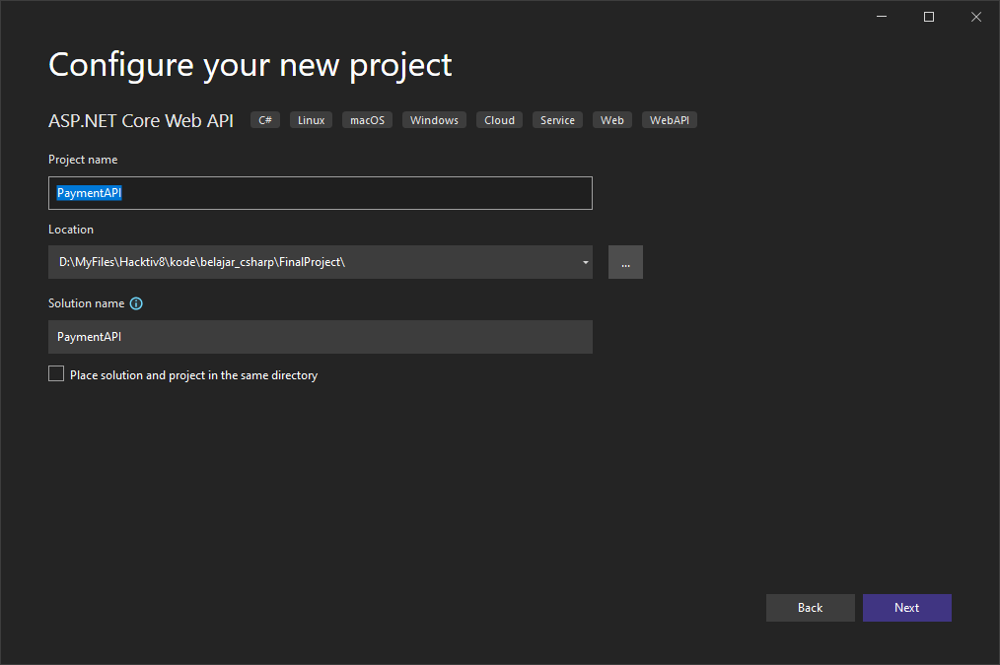 Configure your new project
ASP.NET Core Web API C# Linux macOS Windows Cloud Service Web WebAPI
Project name
PaymentAPI
Location
D:\MyFiles\Hacktiv8\kode\belajar_csharp\FinalProject\ ...
Solution name
PaymentAPI
Place solution and project in the same directory
Back Next